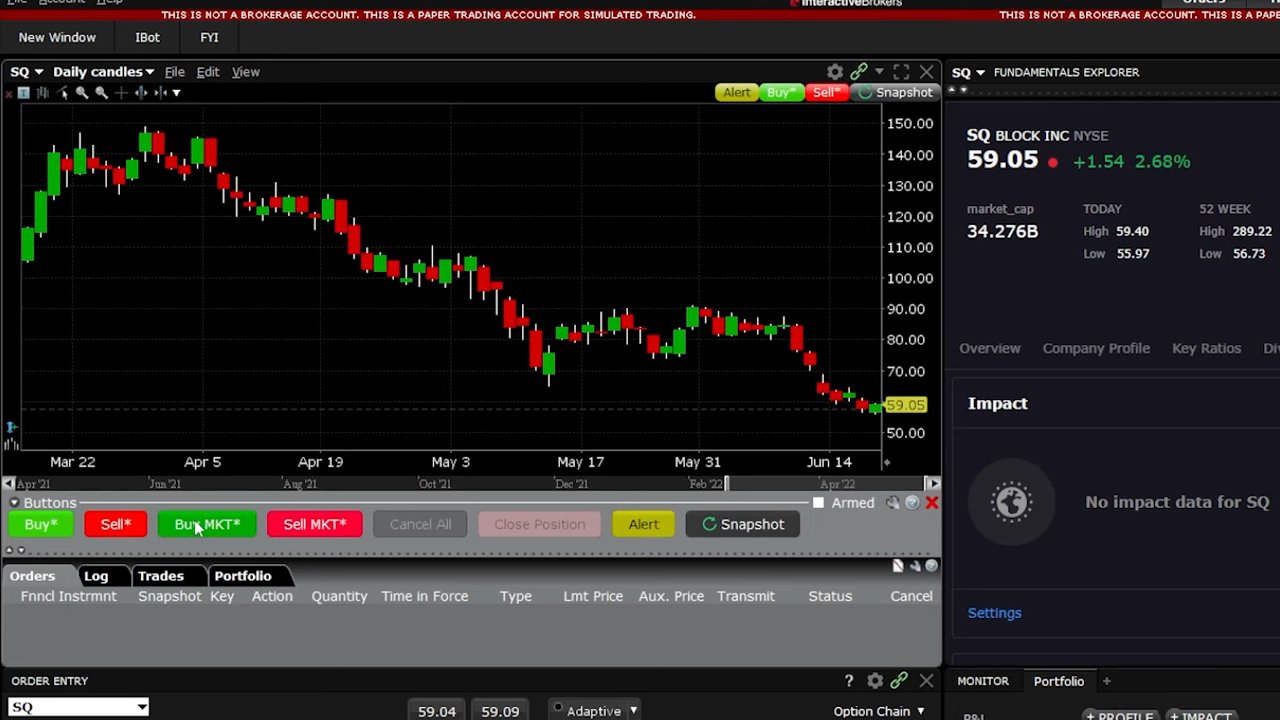 File Account Help
InteractiveBrokers
Orders
THIS IS NOT A BROKERAGE ACCOUNT. THIS IS A PAPER TRADING ACCOUNT FOR SIMULATED TRADING.
THIS IS NOT A BROKERAGE ACCOUNT. THIS IS A PAPE
New Window IBot FYI
SQ Daily candles File Edit View
Alert Buy* Sell* Snapshot
150.00
140.00
130.00
120.00
110.00
100.00
90.00
80.00
70.00
59.05
50.00
Mar 22 Apr 5 Apr 19 May 3 May 17 May 31 Jun 14
Apr '21 Jun '21 Aug '21 Oct '21 Dec '21 Feb '22 Apr '22
Buttons Armed
Buy* Sell* Buy MKT* Sell MKT* Cancel All Close Position Alert Snapshot
Orders Log Trades Portfolio
Fnncl Instrmnt Snapshot Key Action Quantity Time in Force Type Lmt Price Aux. Price Transmit Status Cancel
ORDER ENTRY
SQ 59.04 59.09 Adaptive Option Chain
SQ FUNDAMENTALS EXPLORER
SQ BLOCK INC NYSE
59.05 +1.54 2.68%
market_cap TODAY 52 WEEK
34.276B High 59.40 High 289.22
Low 55.97 Low 56.73
Overview Company Profile Key Ratios Di
Impact
No impact data for SQ
Settings
MONITOR Portfolio +
P&L + PROFILE + IMPACT